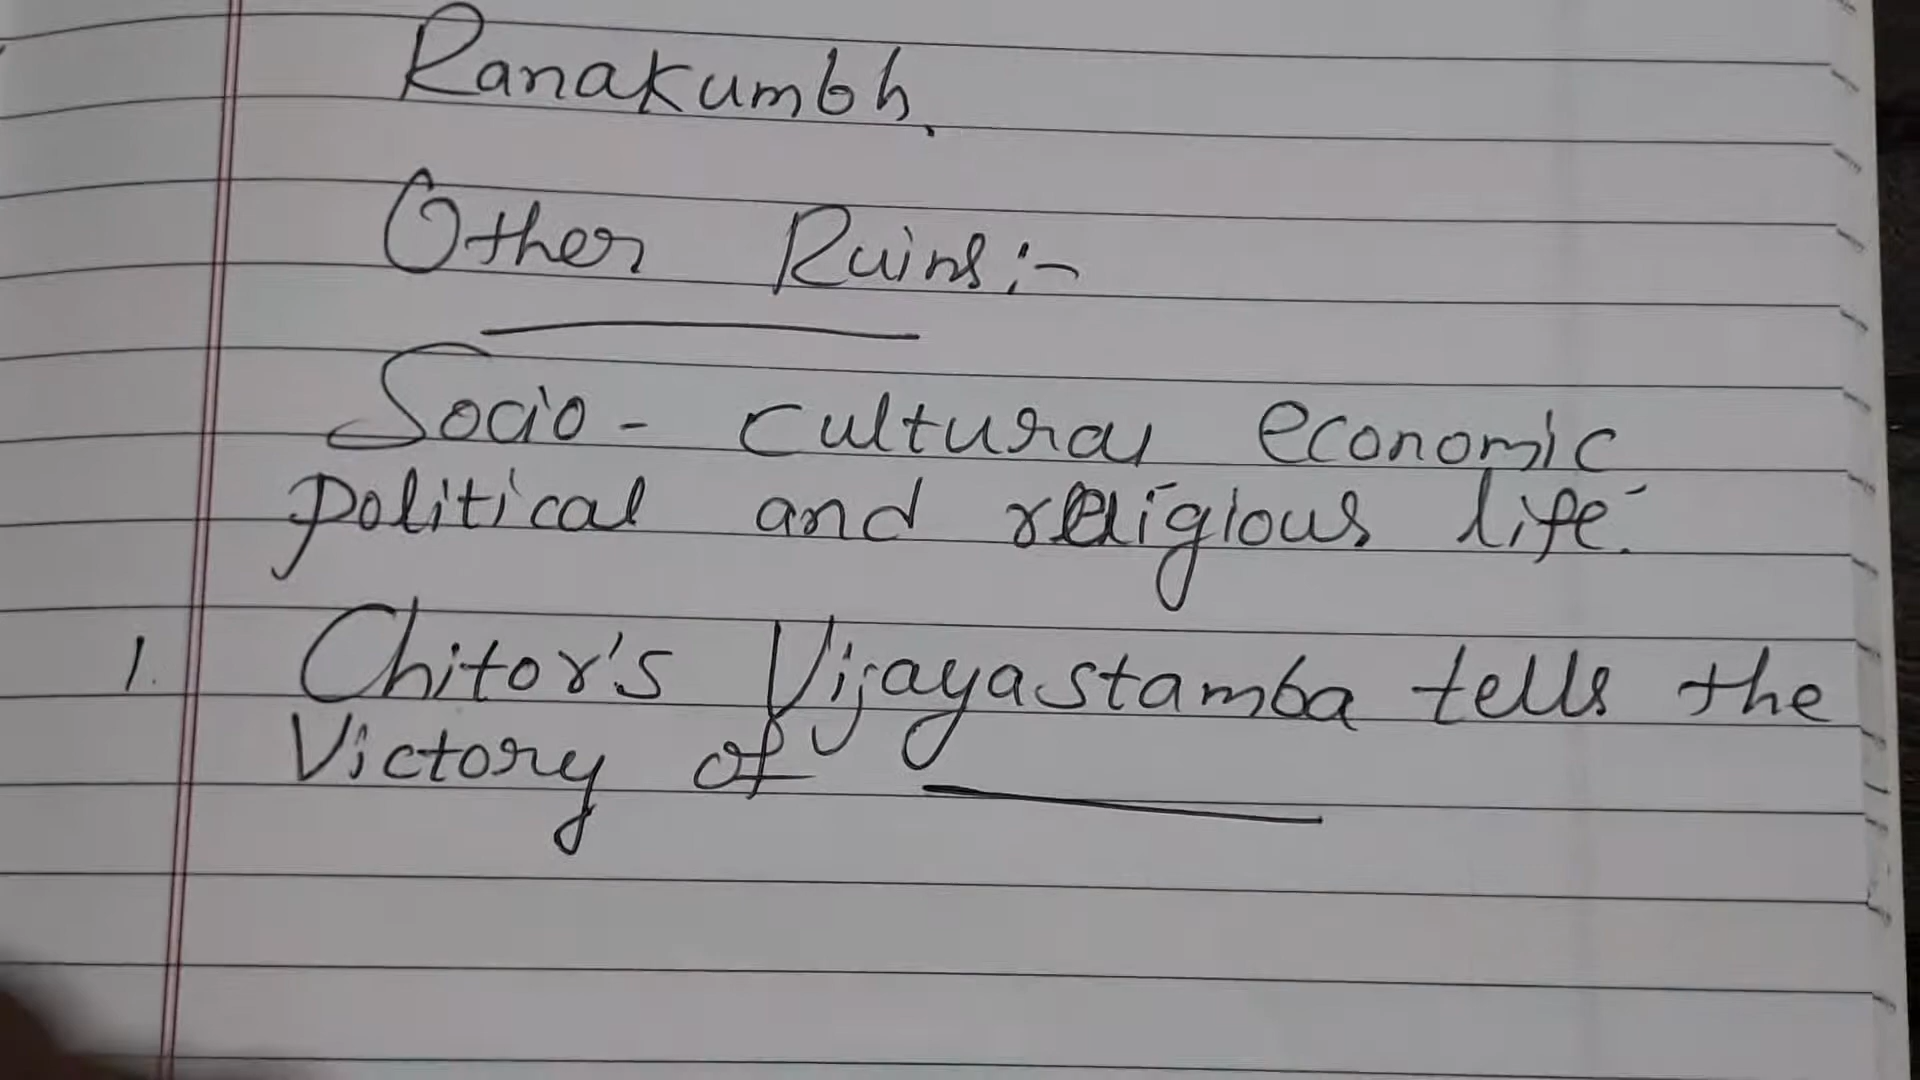 Ranakumbh.
Other Ruins:-
Socio - cultural economic
political and religious life.
1. Chitor's Vijayastamba tells the
Victory of